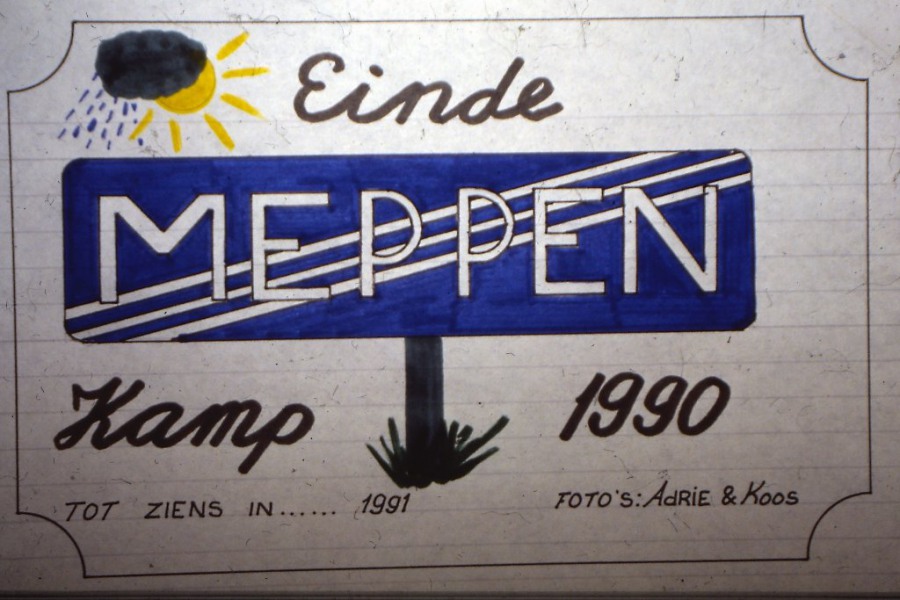 Einde
MEPPEN
Kamp 1990
TOT ZIENS IN...... 1991
FOTO'S: ADRIE & KOOS